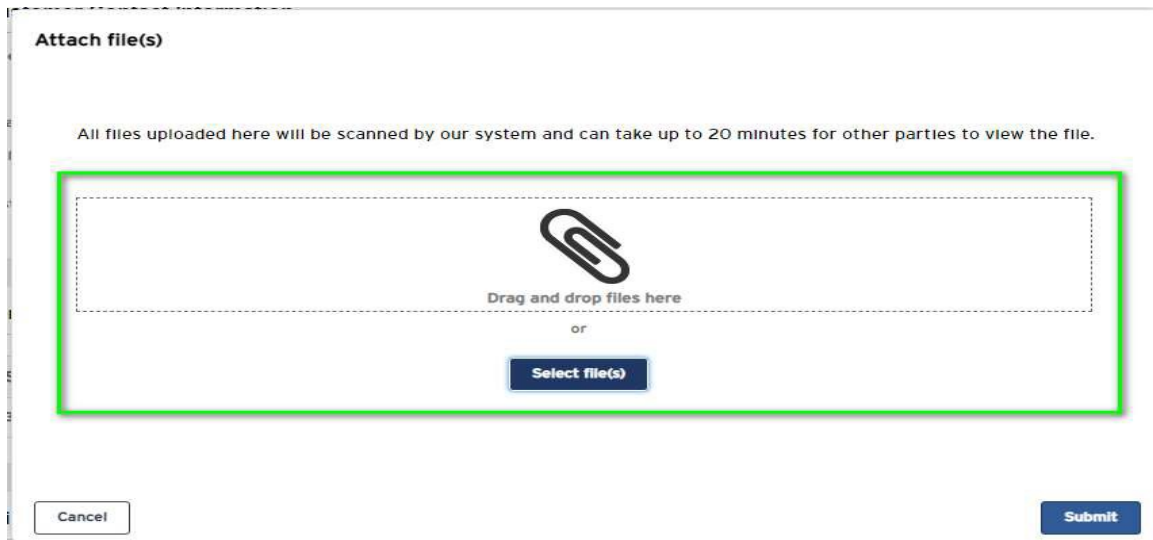 Attach file(s)
All files uploaded here will be scanned by our system and can take up to 20 minutes for other parties to view the file.
Drag and drop files here
or
Select file(s)
Cancel
Submit